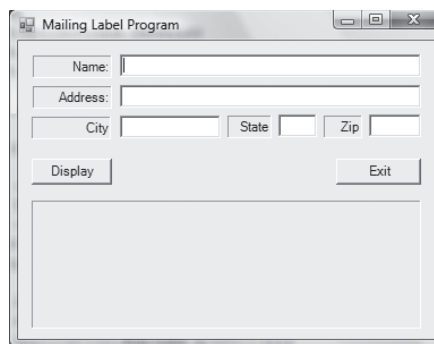 Mailing Label Program
Name:
Address:
City State Zip
Display Exit